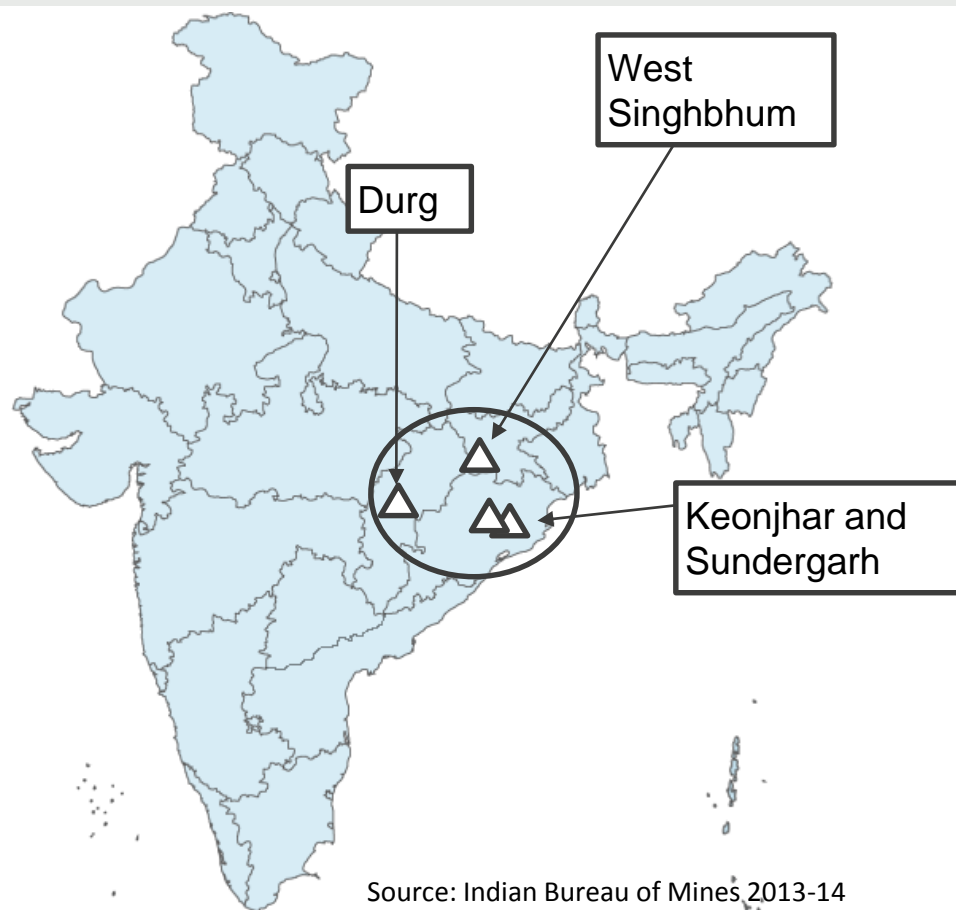 West
Singhbhum
Durg
Keonjhar and
Sundergarh
Source: Indian Bureau of Mines 2013-14